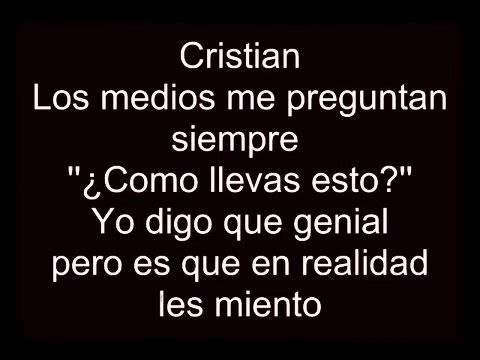 Cristian
Los medios me preguntan
siempre
"¿Como llevas esto?"
Yo digo que genial
pero es que en realidad
les miento